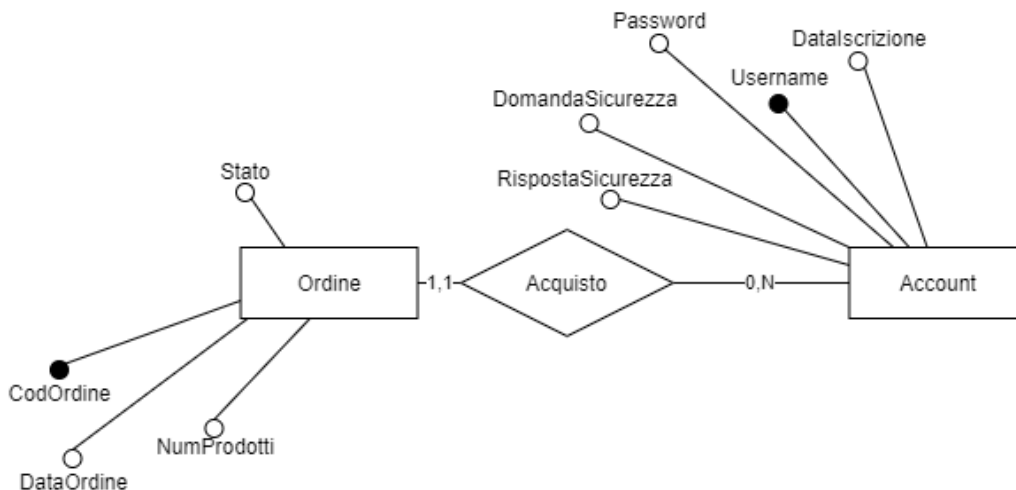 Password
DataIscrizione
Username
DomandaSicurezza
Stato
RispostaSicurezza
Ordine
1,1
Acquisto
0,N
Account
CodOrdine
NumProdotti
DataOrdine